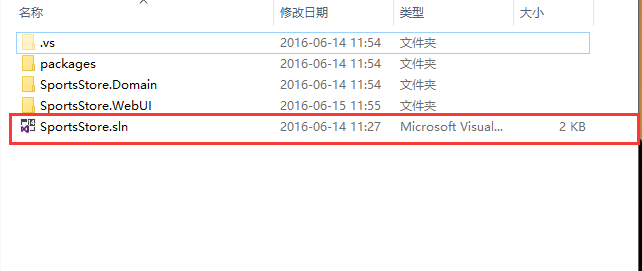 名称 修改日期 类型 大小
.vs 2016-06-14 11:54 文件夹
packages 2016-06-14 11:54 文件夹
SportsStore.Domain 2016-06-14 11:54 文件夹
SportsStore.WebUI 2016-06-15 11:55 文件夹
SportsStore.sln 2016-06-14 11:27 Microsoft Visual... 2 KB